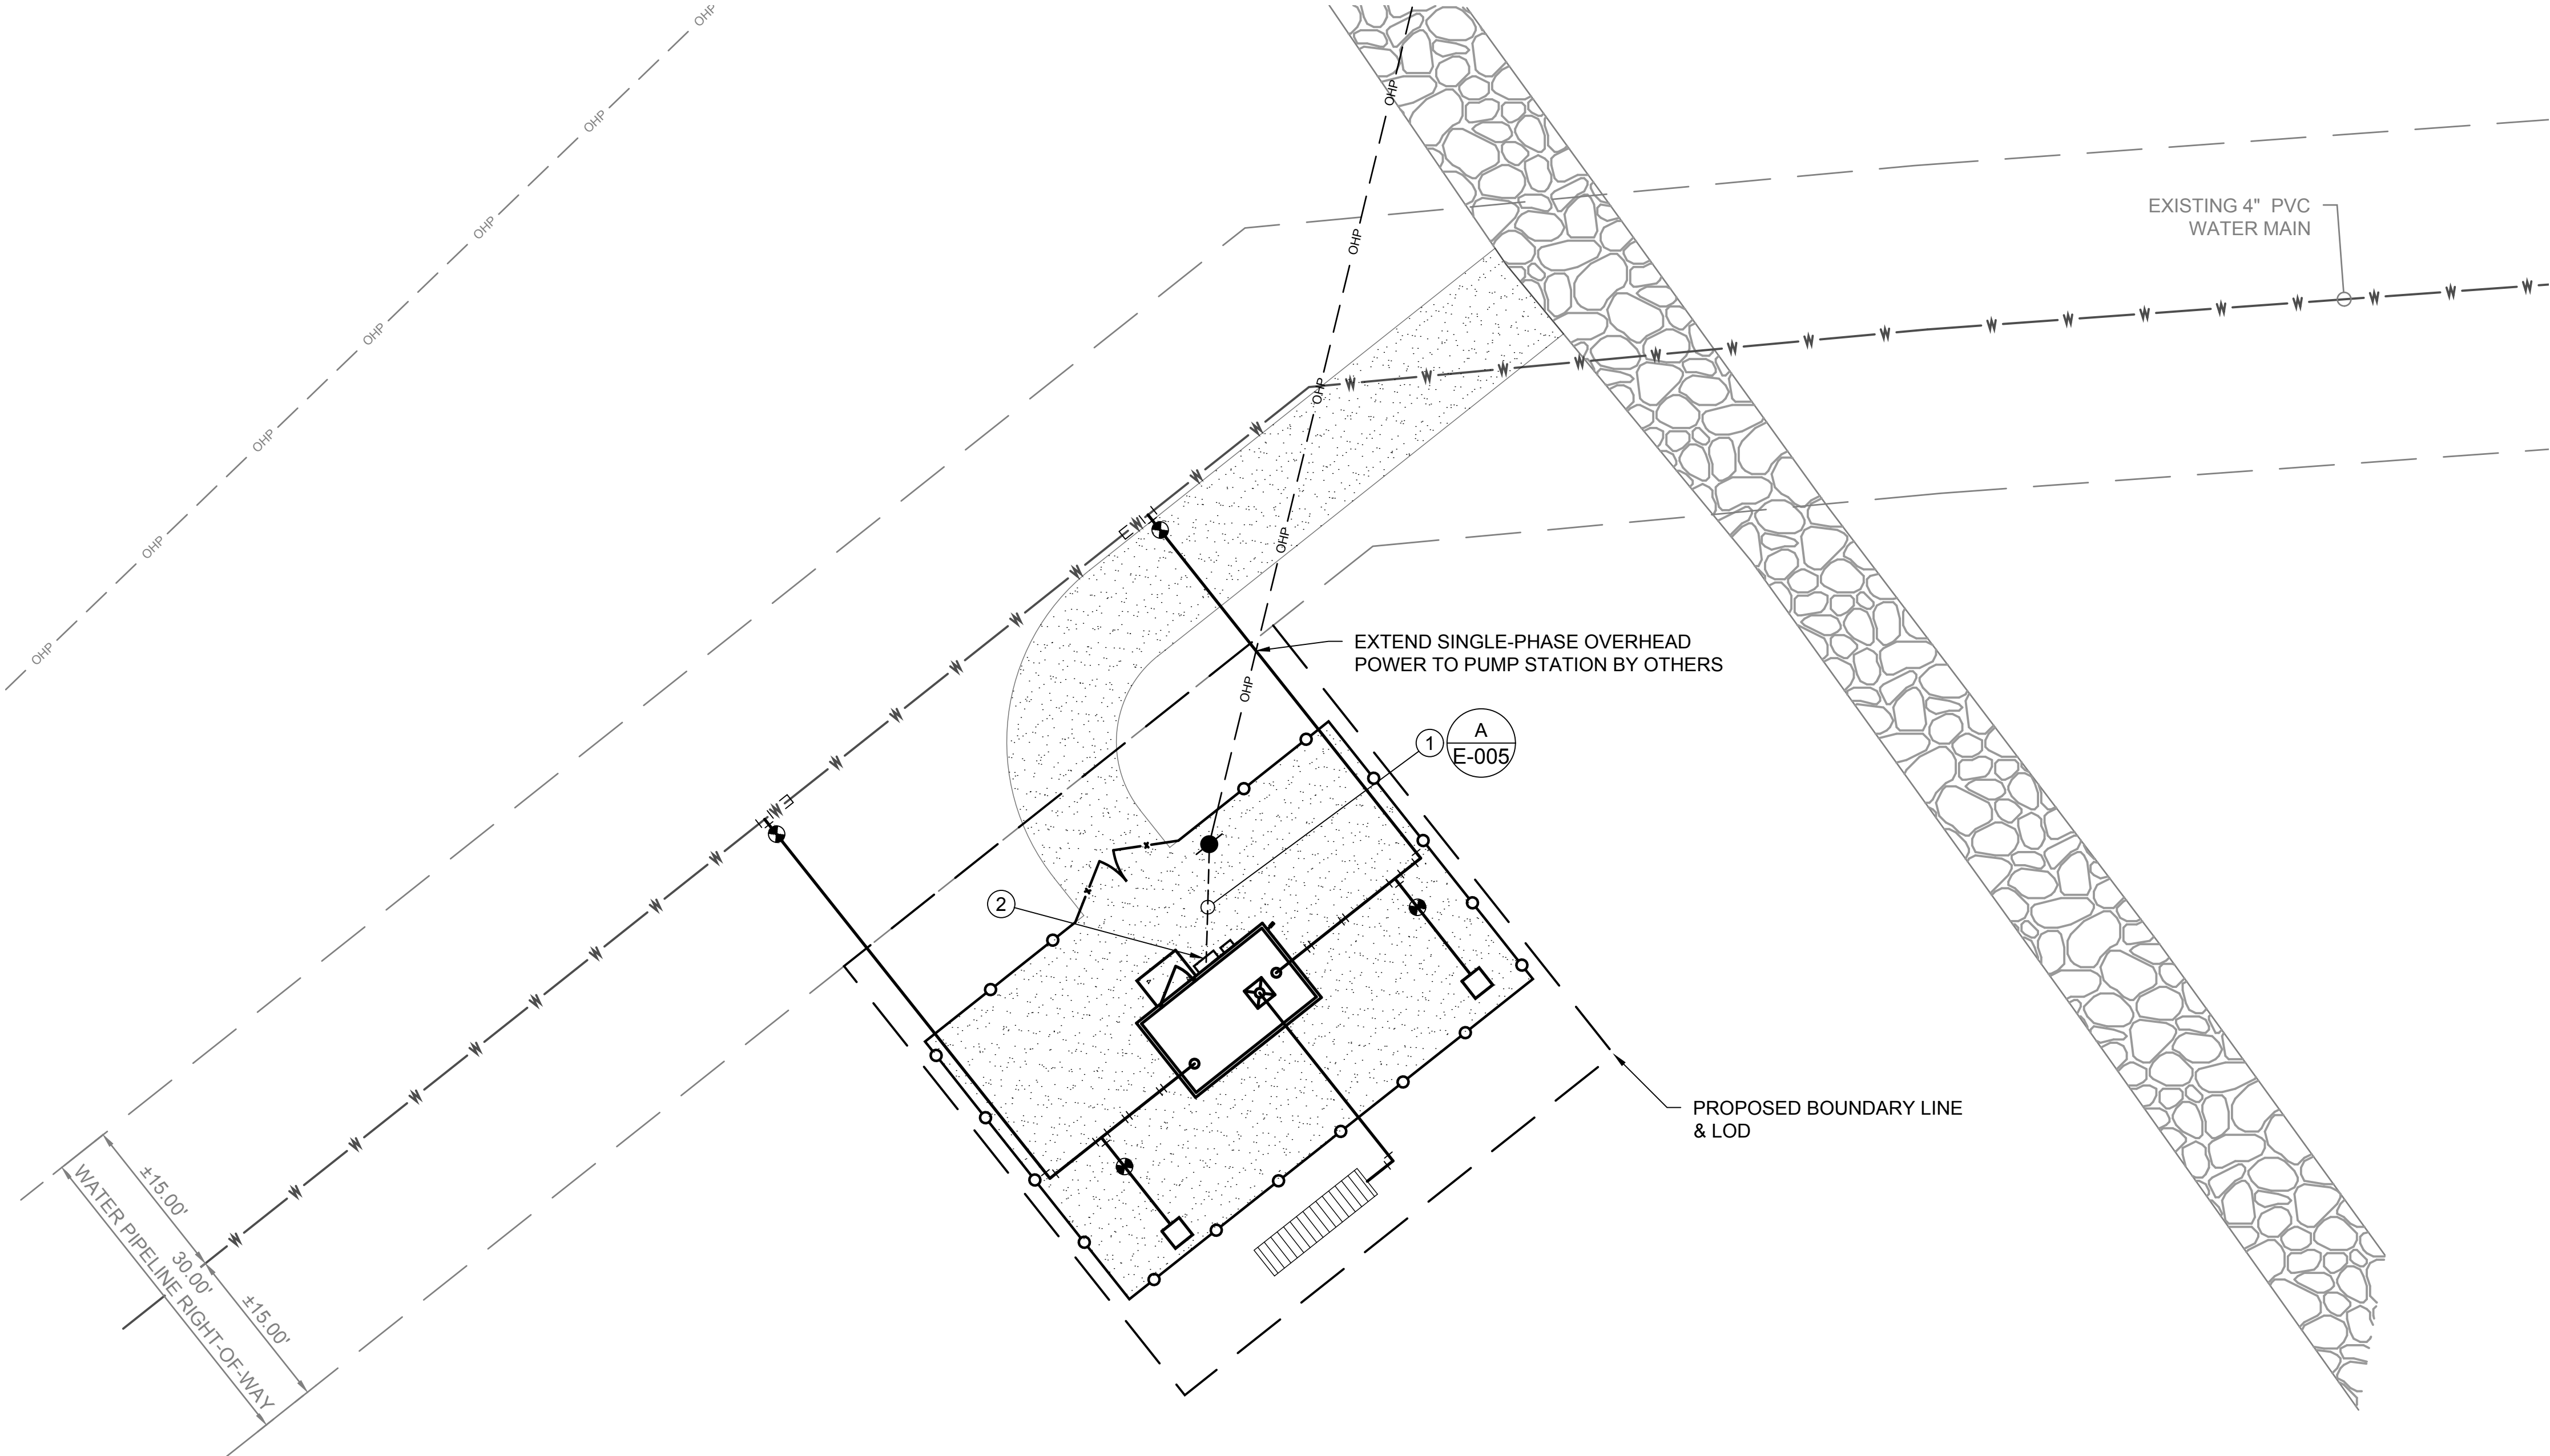 OHP
OHP
OHP
OHP
OHP
OHP
OHP
OHP
OHP
OHP
OHP
OHP
EXISTING 4" PVC
WATER MAIN
W W W W W W W W W W W W W W W W
W W W W W W W W W W W W W W W W W W
EXTEND SINGLE-PHASE OVERHEAD
POWER TO PUMP STATION BY OTHERS
1
A
E-005
2
PROPOSED BOUNDARY LINE
& LOD
±15.00'
30.00'
WATER PIPELINE RIGHT-OF-WAY
±15.00'